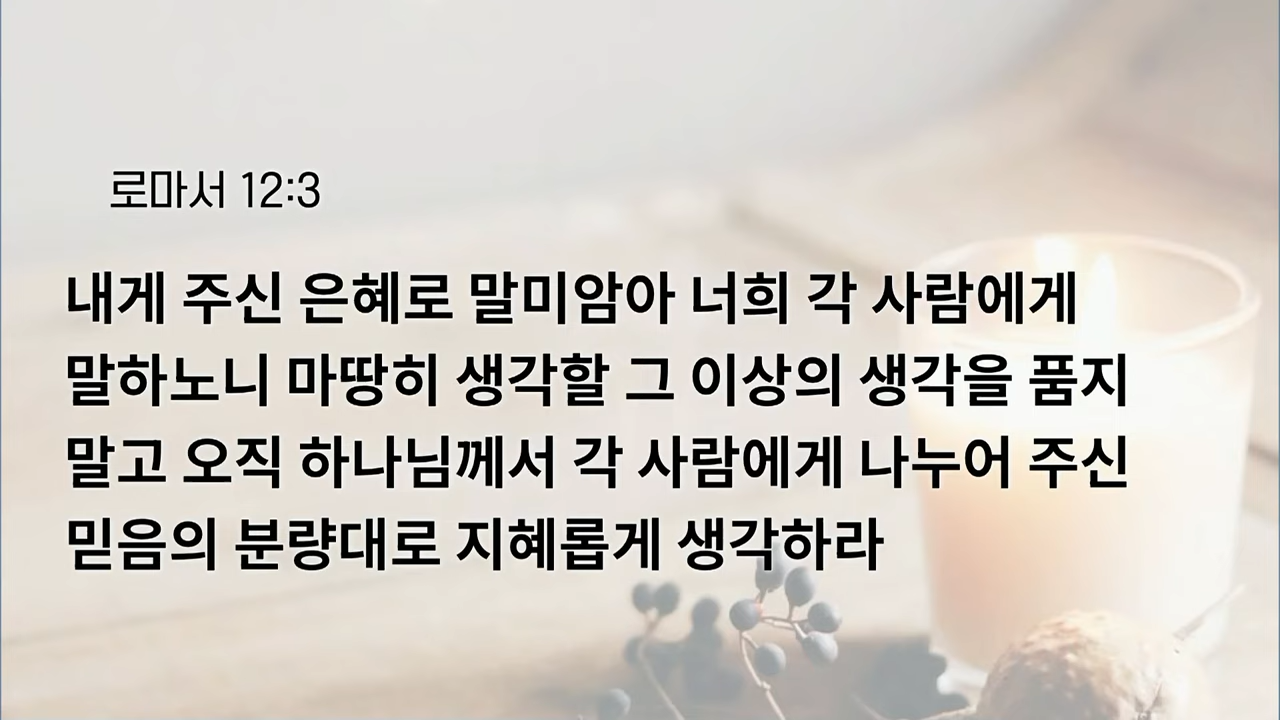 로마서 12:3
내게 주신 은혜로 말미암아 너희 각 사람에게
말하노니 마땅히 생각할 그 이상의 생각을 품지
말고 오직 하나님께서 각 사람에게 나누어 주신
믿음의 분량대로 지혜롭게 생각하라